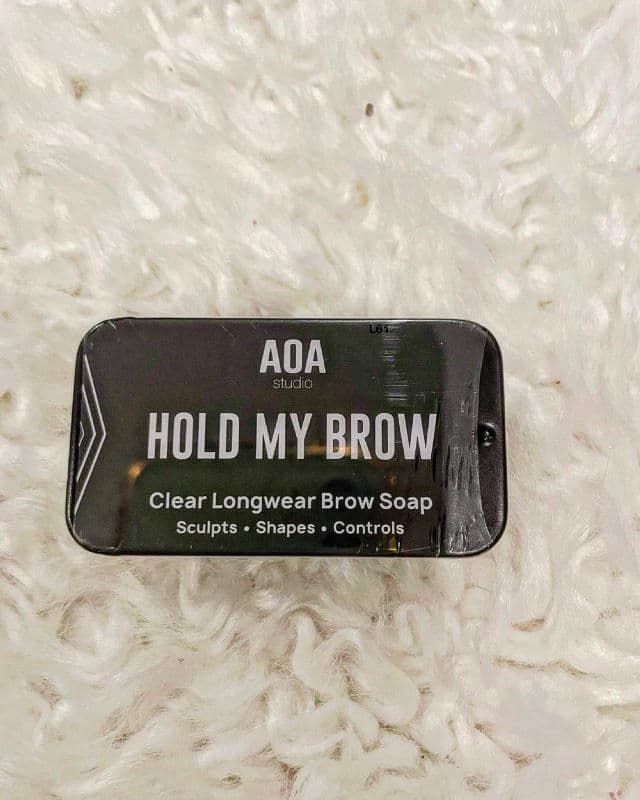 L61
AOA
studio
HOLD MY BROW
Clear Longwear Brow Soap
Sculpts • Shapes • Controls